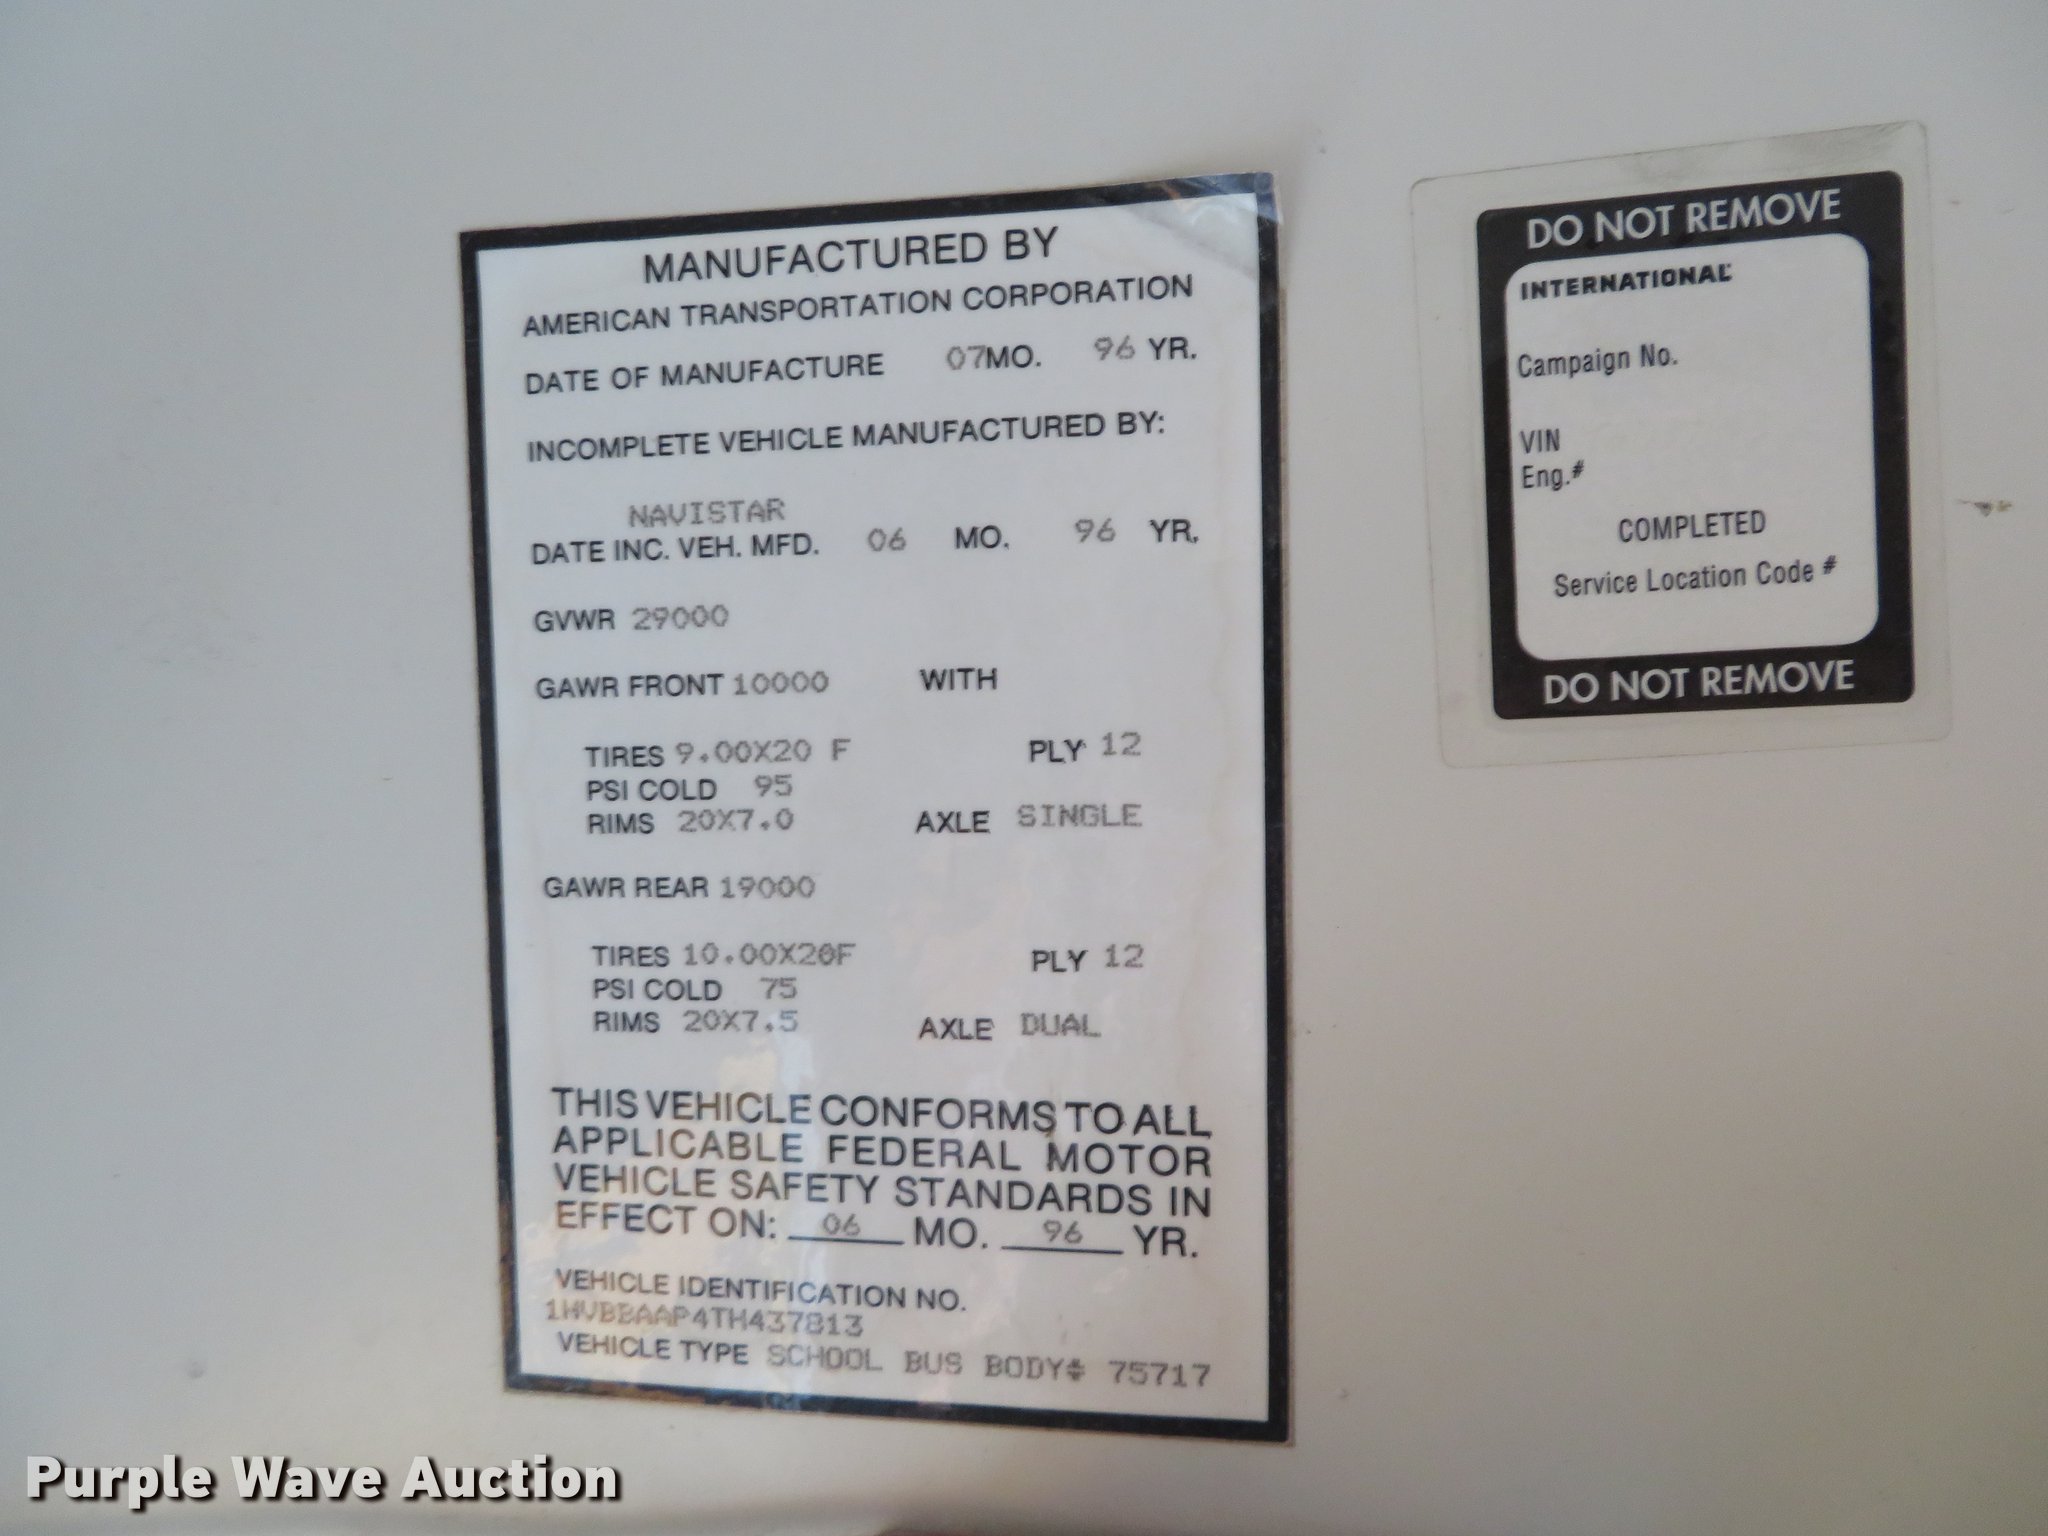 MANUFACTURED BY
AMERICAN TRANSPORTATION CORPORATION
DATE OF MANUFACTURE 07 MO. 96 YR.
INCOMPLETE VEHICLE MANUFACTURED BY:
NAVISTAR
DATE INC. VEH. MFD. 06 MO. 96 YR.
GVWR 29000
GAWR FRONT 10000 WITH
TIRES 9.00X20 F PLY 12
PSI COLD 95
RIMS 20X7.0 AXLE SINGLE
GAWR REAR 19000
TIRES 10.00X20F PLY 12
PSI COLD 75
RIMS 20X7.5 AXLE DUAL
THIS VEHICLE CONFORMS TO ALL
APPLICABLE FEDERAL MOTOR
VEHICLE SAFETY STANDARDS IN
EFFECT ON: 06 MO. 96 YR.
VEHICLE IDENTIFICATION NO.
1HVBBAAP4TH437813
VEHICLE TYPE SCHOOL BUS BODY# 75717
DO NOT REMOVE
INTERNATIONAL
Campaign No.
VIN
Eng.#
COMPLETED
Service Location Code #
DO NOT REMOVE
Purple Wave Auction